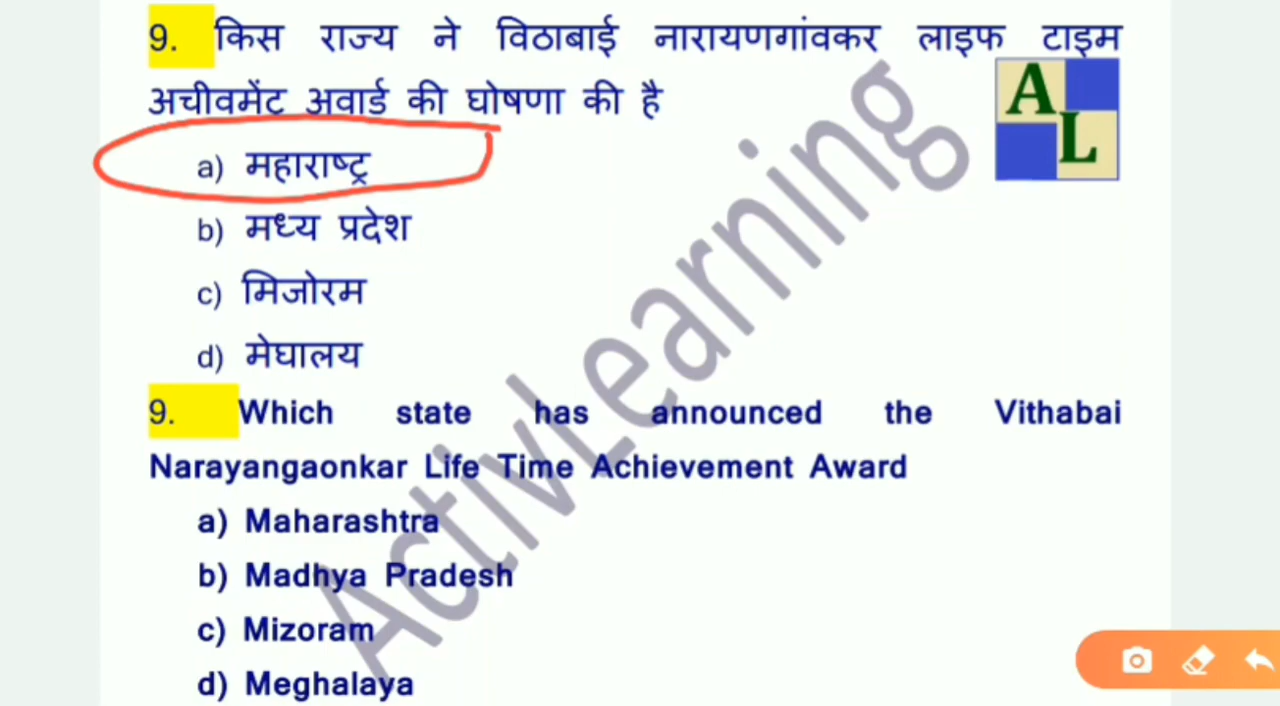 9. किस राज्य ने विठाबाई नारायणगांवकर लाइफ टाइम
अचीवमेंट अवार्ड की घोषणा की है
a) महाराष्ट्र
b) मध्य प्रदेश
c) मिजोरम
d) मेघालय
9. Which state has announced the Vithabai
Narayangaonkar Life Time Achievement Award
a) Maharashtra
b) Madhya Pradesh
c) Mizoram
d) Meghalaya
A
L
ActivLearning